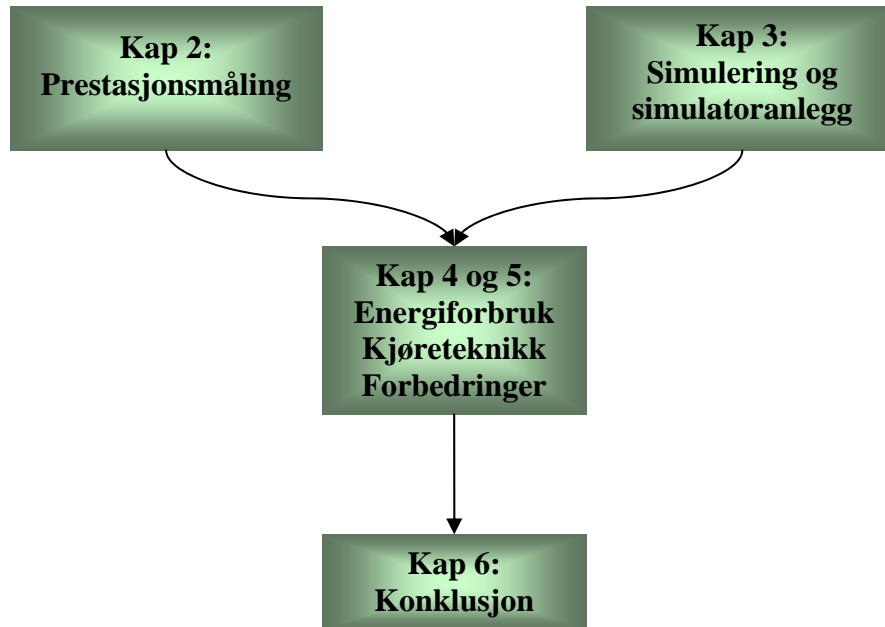 Kap 2:
Prestasjonsmåling
Kap 3:
Simulering og
simulatoranlegg
Kap 4 og 5:
Energiforbruk
Kjøreteknikk
Forbedringer
Kap 6:
Konklusjon